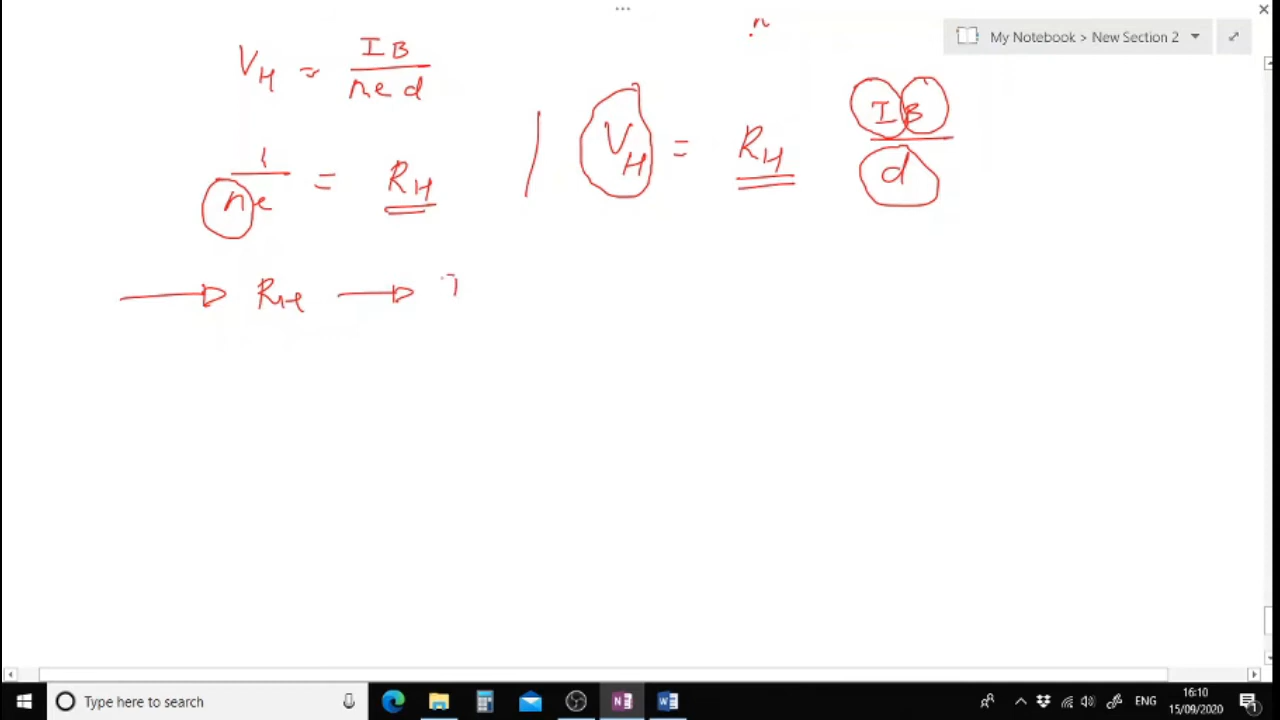 My Notebook > New Section 2
V_H = IB / ned
1 / ne = R_H
V_H = R_H IB / d
→ R_H →
Type here to search
ENG
16:10
15/09/2020
1